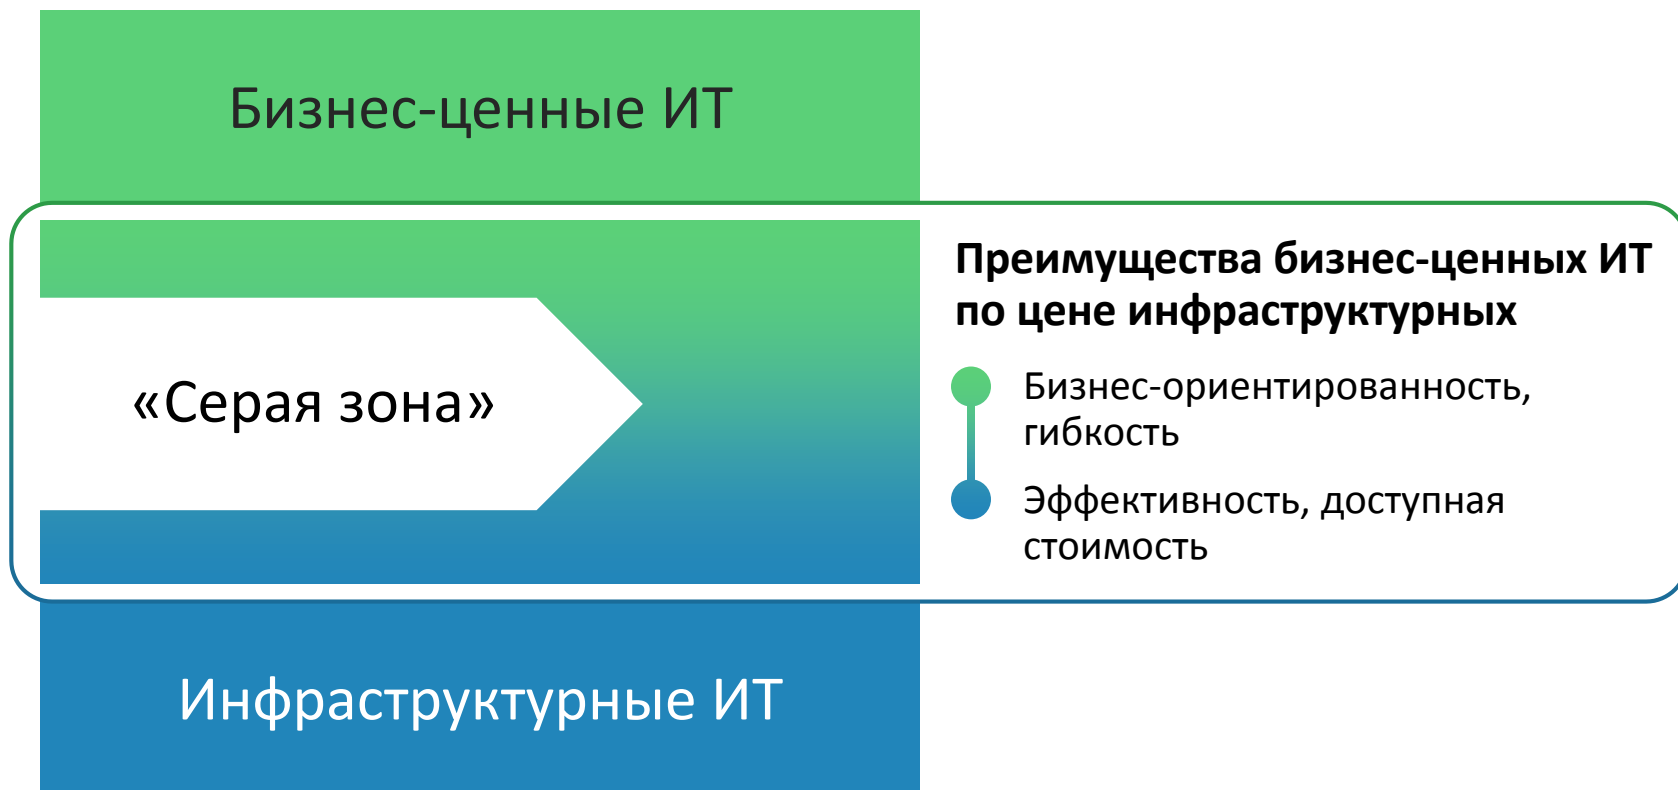 Бизнес-ценные ИТ
«Серая зона»
Преимущества бизнес-ценных ИТ
по цене инфраструктурных
Бизнес-ориентированность,
гибкость
Эффективность, доступная
стоимость
Инфраструктурные ИТ